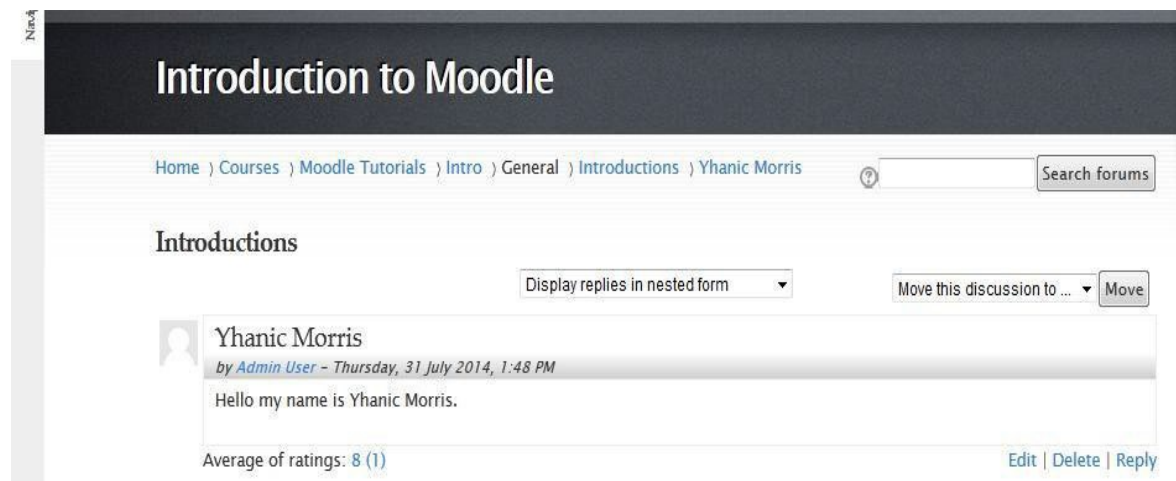 Introduction to Moodle
Home ) Courses ) Moodle Tutorials ) Intro ) General ) Introductions ) Yhanic Morris
Search forums
Introductions
Display replies in nested form
Move this discussion to ...
Move
Yhanic Morris
by Admin User – Thursday, 31 July 2014, 1:48 PM
Hello my name is Yhanic Morris.
Average of ratings: 8 (1)
Edit | Delete | Reply